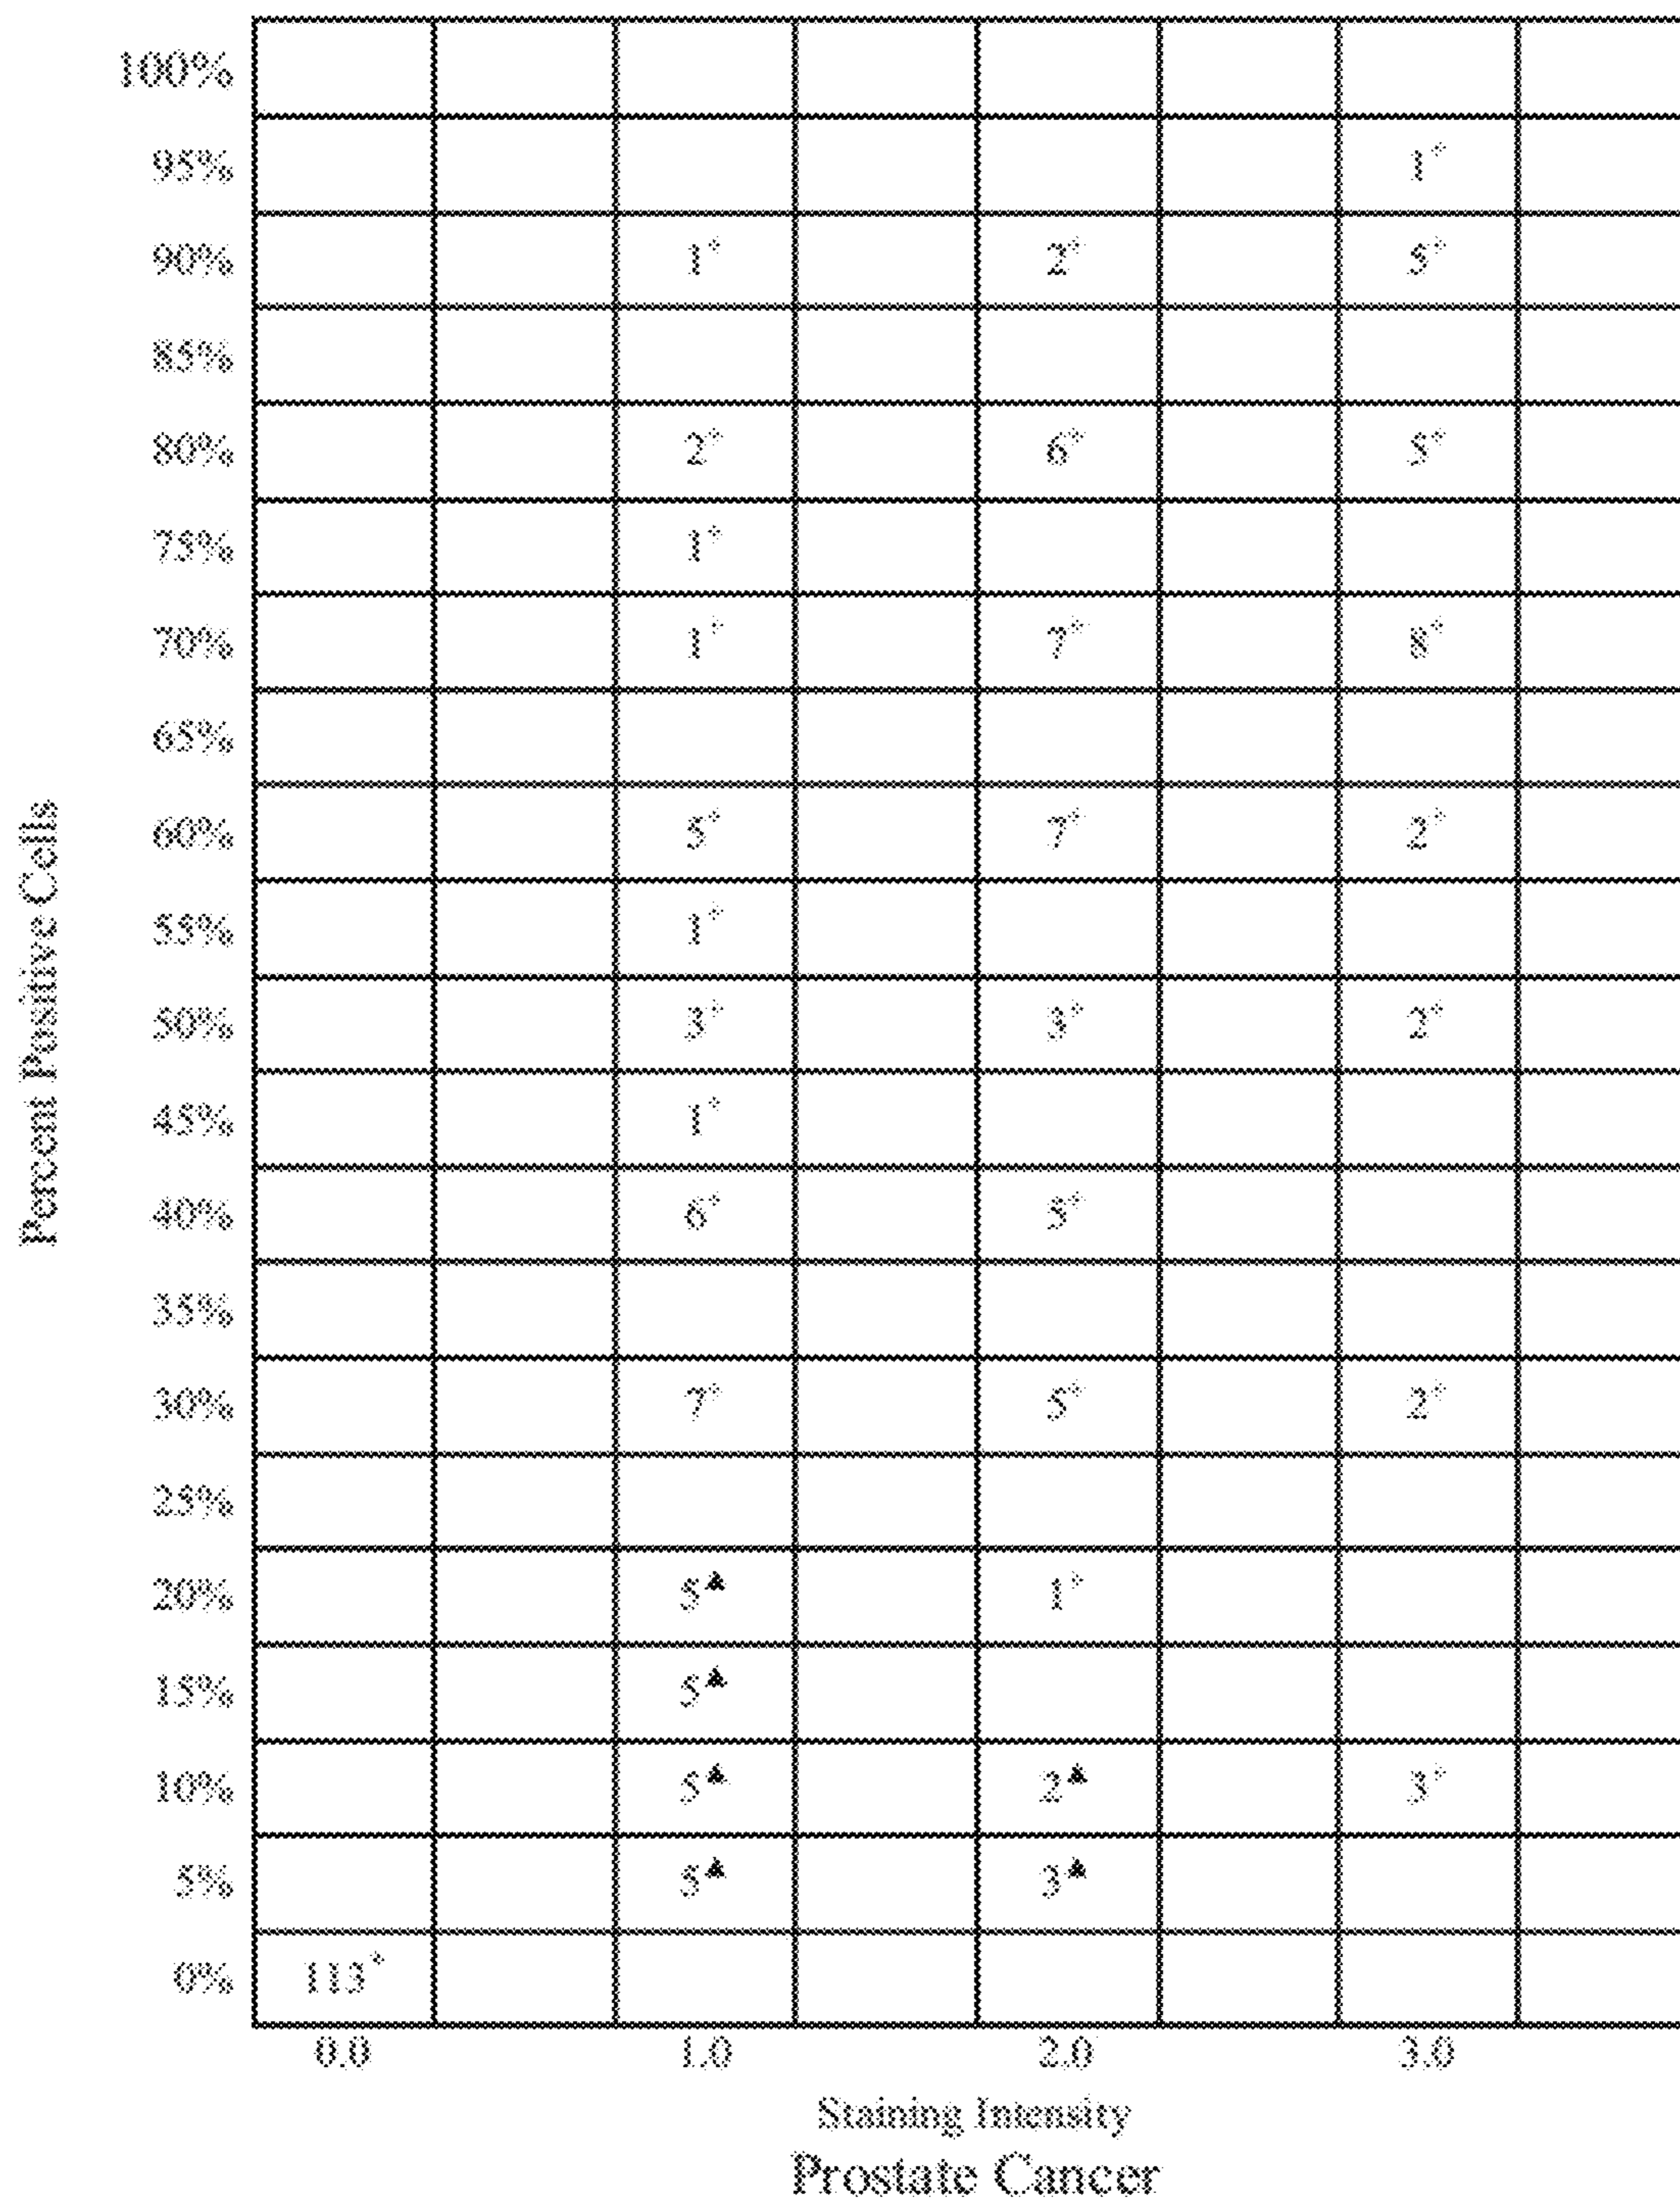 100%
95% 1+
90% 1+ 2+ 5+
85%
80% 2+ 6+ 5+
75% 1+
70% 1+ 7+ 8+
65%
60% 5+ 7+ 2+
55% 1+
50% 3+ 3+ 2+
45% 1+
40% 6+ 5+
35%
30% 7+ 5+ 2+
25%
20% 5▲ 1+
15% 5▲
10% 5▲ 2▲ 3+
5% 5▲ 3▲
0% 113+
0.0 1.0 2.0 3.0
Percent Positive Cells
Staining Intensity
Prostate Cancer